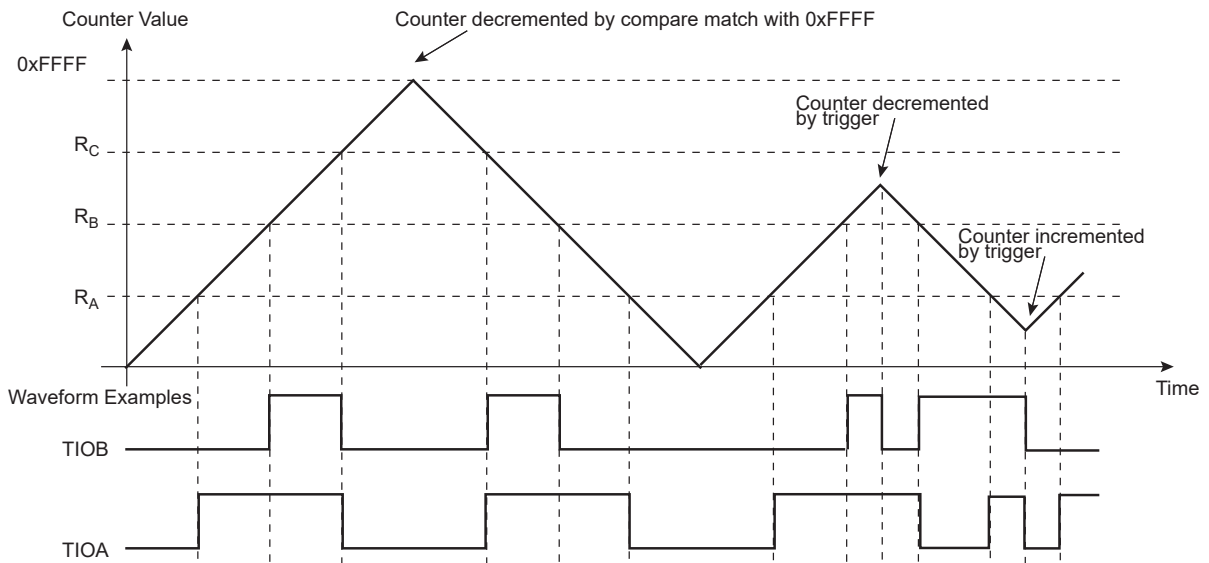 Counter Value
Counter decremented by compare match with 0xFFFF
0xFFFF
Counter decremented
by trigger
RC
RB
Counter incremented
by trigger
RA
Time
Waveform Examples
TIOB
TIOA